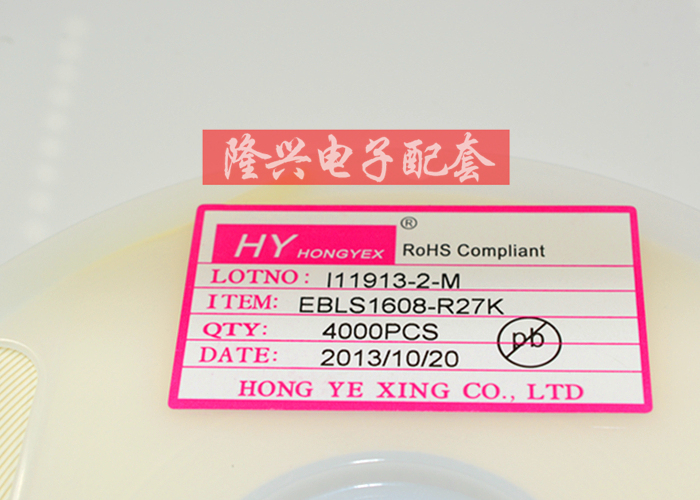 隆兴电子配套
HY HONGYEX ® RoHS Compliant
LOTNO: I11913-2-M
ITEM: EBLS1608-R27K
QTY: 4000PCS
pb
DATE: 2013/10/20
HONG YE XING CO., LTD